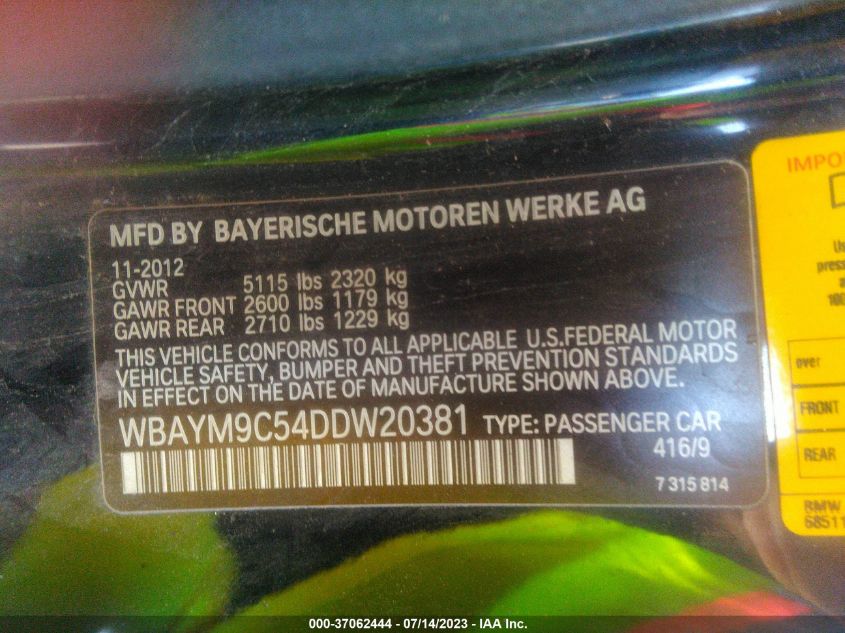 MFD BY BAYERISCHE MOTOREN WERKE AG
11-2012
GVWR 5115 lbs 2320 kg
GAWR FRONT 2600 lbs 1179 kg
GAWR REAR 2710 lbs 1229 kg
THIS VEHICLE CONFORMS TO ALL APPLICABLE U.S.FEDERAL MOTOR
VEHICLE SAFETY, BUMPER AND THEFT PREVENTION STANDARDS
IN EFFECT ON THE DATE OF MANUFACTURE SHOWN ABOVE.
WBAYM9C54DDW20381 TYPE: PASSENGER CAR
416/9
7 315 814
over
FRONT
REAR
BMW
000-37062444 - 07/14/2023 - IAA Inc.